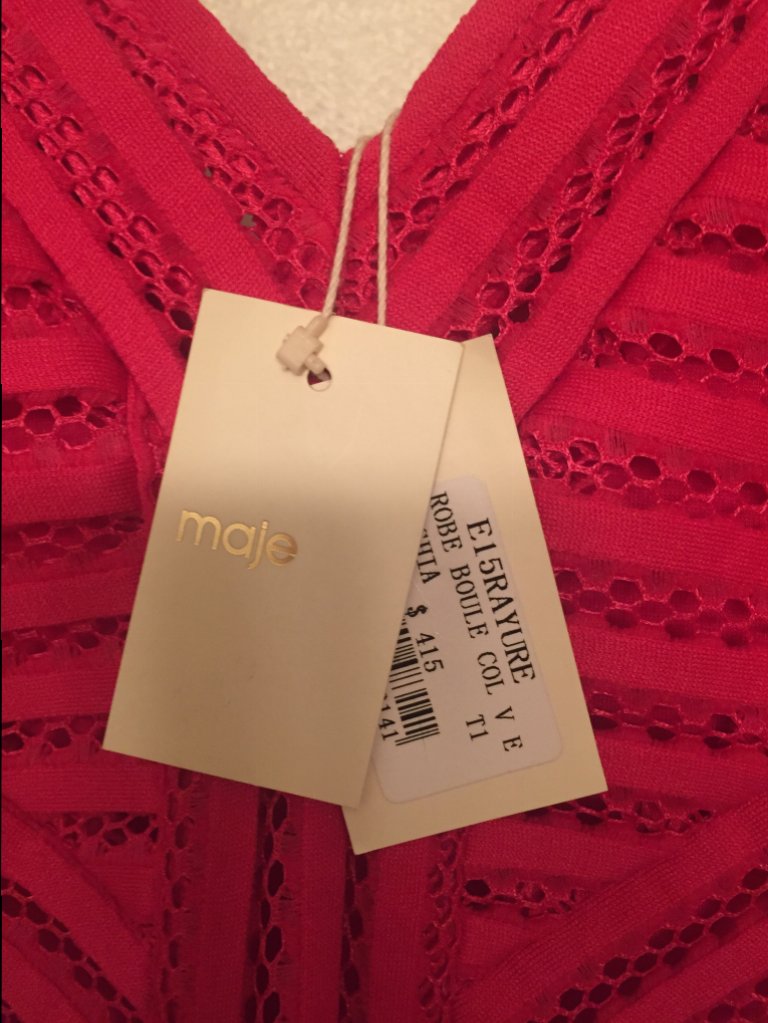 maje
E15RAYURE
ROBE BOULE COL V E
T1
$ 415